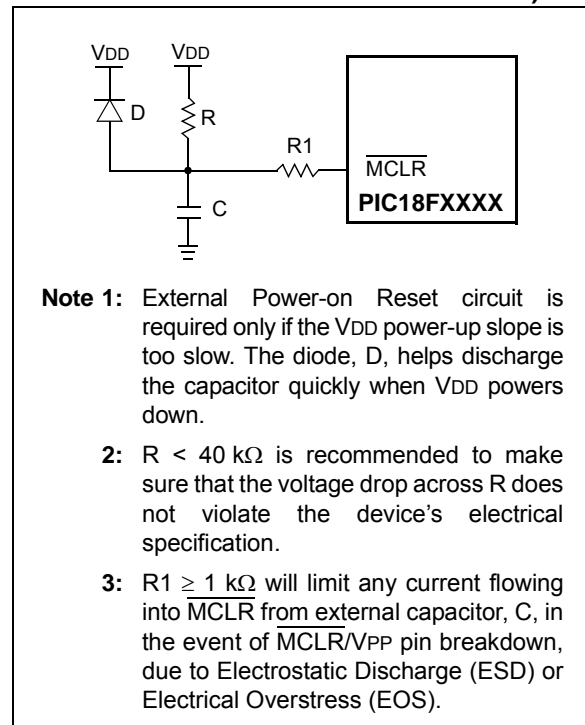 VDD VDD
D
R
R1
MCLR
PIC18FXXXX
C
Note 1: External Power-on Reset circuit is
required only if the VDD power-up slope is
too slow. The diode, D, helps discharge
the capacitor quickly when VDD powers
down.
2: R < 40 kΩ is recommended to make
sure that the voltage drop across R does
not violate the device's electrical
specification.
3: R1 ≥ 1 kΩ will limit any current flowing
into MCLR from external capacitor, C, in
the event of MCLR/VPP pin breakdown,
due to Electrostatic Discharge (ESD) or
Electrical Overstress (EOS).